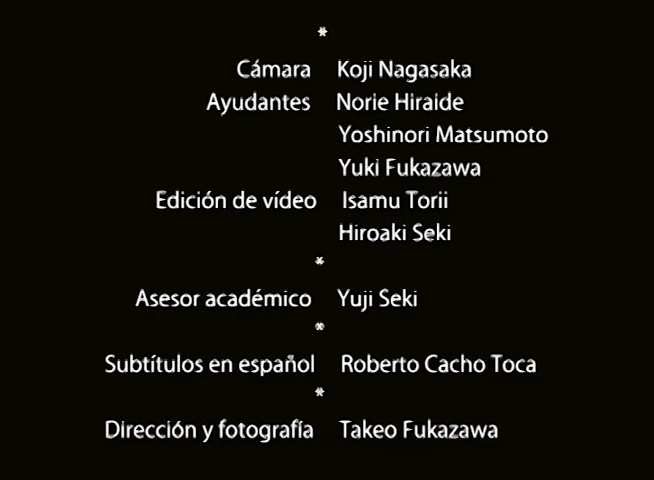 *
Cámara Koji Nagasaka
Ayudantes Norie Hiraide
Yoshinori Matsumoto
Yuki Fukazawa
Edición de vídeo Isamu Torii
Hiroaki Seki
*
Asesor académico Yuji Seki
*
Subtítulos en español Roberto Cacho Toca
*
Dirección y fotografía Takeo Fukazawa